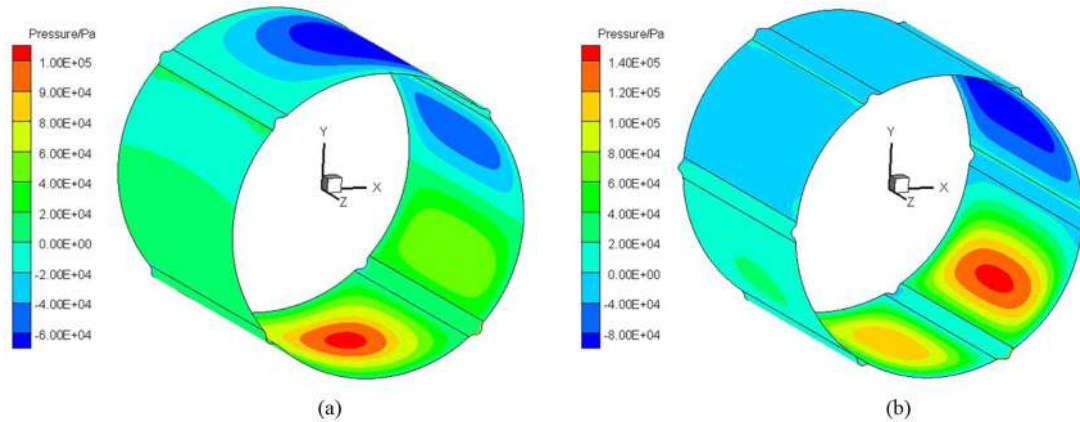 Pressure/Pa
1.00E+05
9.00E+04
8.00E+04
6.00E+04
4.00E+04
2.00E+04
0.00E+00
-2.00E+04
-4.00E+04
-6.00E+04
Y
X
Z
(a)
Pressure/Pa
1.40E+05
1.20E+05
1.00E+05
8.00E+04
6.00E+04
4.00E+04
2.00E+04
0.00E+00
-4.00E+04
-8.00E+04
Y
X
Z
(b)